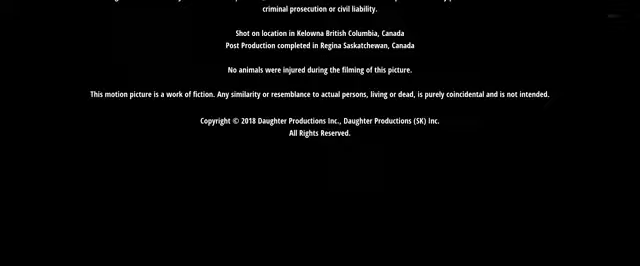 criminal prosecution or civil liability.
Shot on location in Kelowna British Columbia, Canada
Post Production completed in Regina Saskatchewan, Canada
No animals were injured during the filming of this picture.
This motion picture is a work of fiction. Any similarity or resemblance to actual persons, living or dead, is purely coincidental and is not intended.
Copyright © 2018 Daughter Productions Inc., Daughter Productions (SK) Inc.
All Rights Reserved.